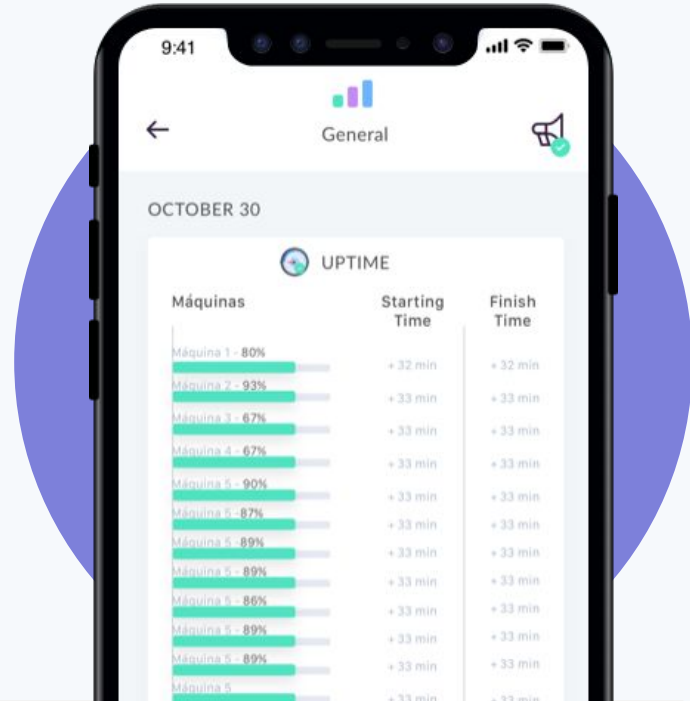 9:41
General
OCTOBER 30
UPTIME
Máquinas
Starting
Time
Finish
Time
Máquina 1 - 80%
+ 32 min
+ 32 min
Máquina 2 - 93%
+ 33 min
+ 33 min
Máquina 3 - 67%
+ 33 min
+ 33 min
Máquina 4 - 67%
+ 33 min
+ 33 min
Máquina 5 - 90%
+ 33 min
+ 33 min
Máquina 5 -87%
+ 33 min
+ 33 min
Máquina 5 -89%
+ 33 min
+ 33 min
Máquina 5 - 89%
+ 33 min
+ 33 min
Máquina 5 - 86%
+ 33 min
+ 33 min
Máquina 5 - 89%
+ 33 min
+ 33 min
Máquina 5 - 89%
+ 33 min
+ 33 min
Máquina 5
+ 33 min
+ 33 min